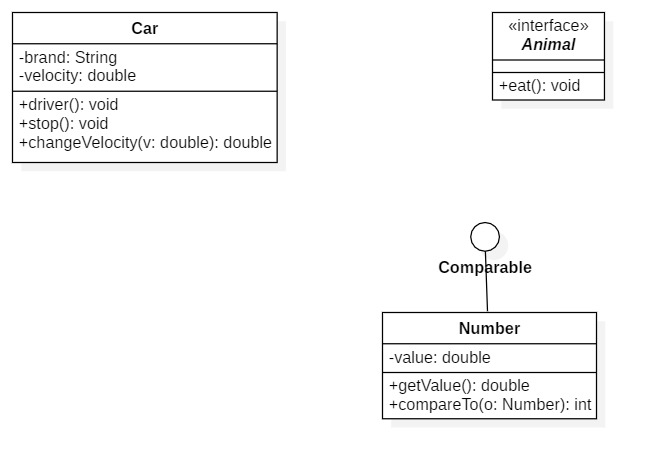 Car
-brand: String
-velocity: double
+driver(): void
+stop(): void
+changeVelocity(v: double): double
«interface»
Animal
+eat(): void
Comparable
Number
-value: double
+getValue(): double
+compareTo(o: Number): int